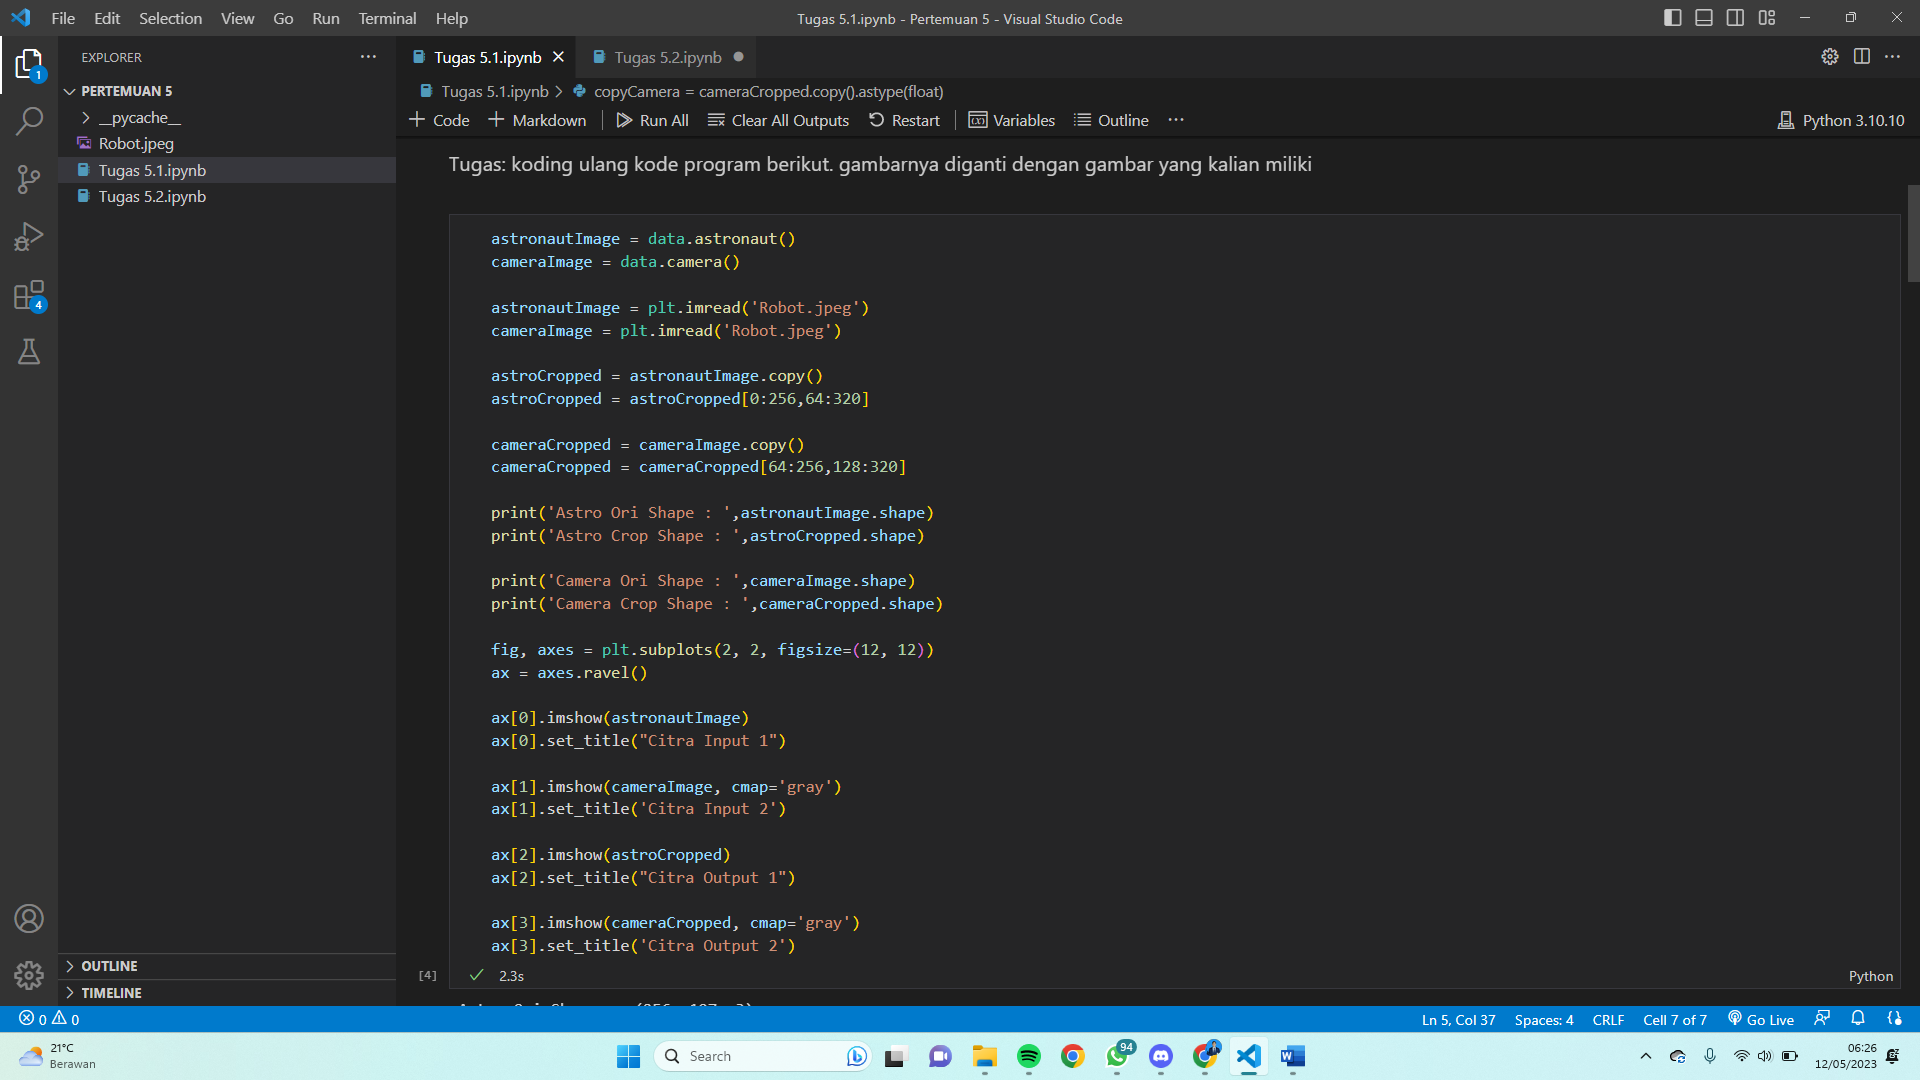 File Edit Selection View Go Run Terminal Help
Tugas 5.1.ipynb - Pertemuan 5 - Visual Studio Code
EXPLORER
PERTEMUAN 5
__pycache__
Robot.jpeg
Tugas 5.1.ipynb
Tugas 5.2.ipynb
OUTLINE
TIMELINE
1
4
Tugas 5.1.ipynb
Tugas 5.2.ipynb
Tugas 5.1.ipynb > copyCamera = cameraCropped.copy().astype(float)
+ Code + Markdown Run All Clear All Outputs Restart Variables Outline ... Python 3.10.10
Tugas: koding ulang kode program berikut. gambarnya diganti dengan gambar yang kalian miliki
astronautImage = data.astronaut()
cameraImage = data.camera()
astronautImage = plt.imread('Robot.jpeg')
cameraImage = plt.imread('Robot.jpeg')
astroCropped = astronautImage.copy()
astroCropped = astroCropped[0:256,64:320]
cameraCropped = cameraImage.copy()
cameraCropped = cameraCropped[64:256,128:320]
print('Astro Ori Shape : ',astronautImage.shape)
print('Astro Crop Shape : ',astroCropped.shape)
print('Camera Ori Shape : ',cameraImage.shape)
print('Camera Crop Shape : ',cameraCropped.shape)
fig, axes = plt.subplots(2, 2, figsize=(12, 12))
ax = axes.ravel()
ax[0].imshow(astronautImage)
ax[0].set_title("Citra Input 1")
ax[1].imshow(cameraImage, cmap='gray')
ax[1].set_title('Citra Input 2')
ax[2].imshow(astroCropped)
ax[2].set_title("Citra Output 1")
ax[3].imshow(cameraCropped, cmap='gray')
ax[3].set_title('Citra Output 2')
[4] 2.3s Python
0 0 Ln 5, Col 37 Spaces: 4 CRLF Cell 7 of 7 Go Live
21°C
Berawan
Search
94
06:26
12/05/2023